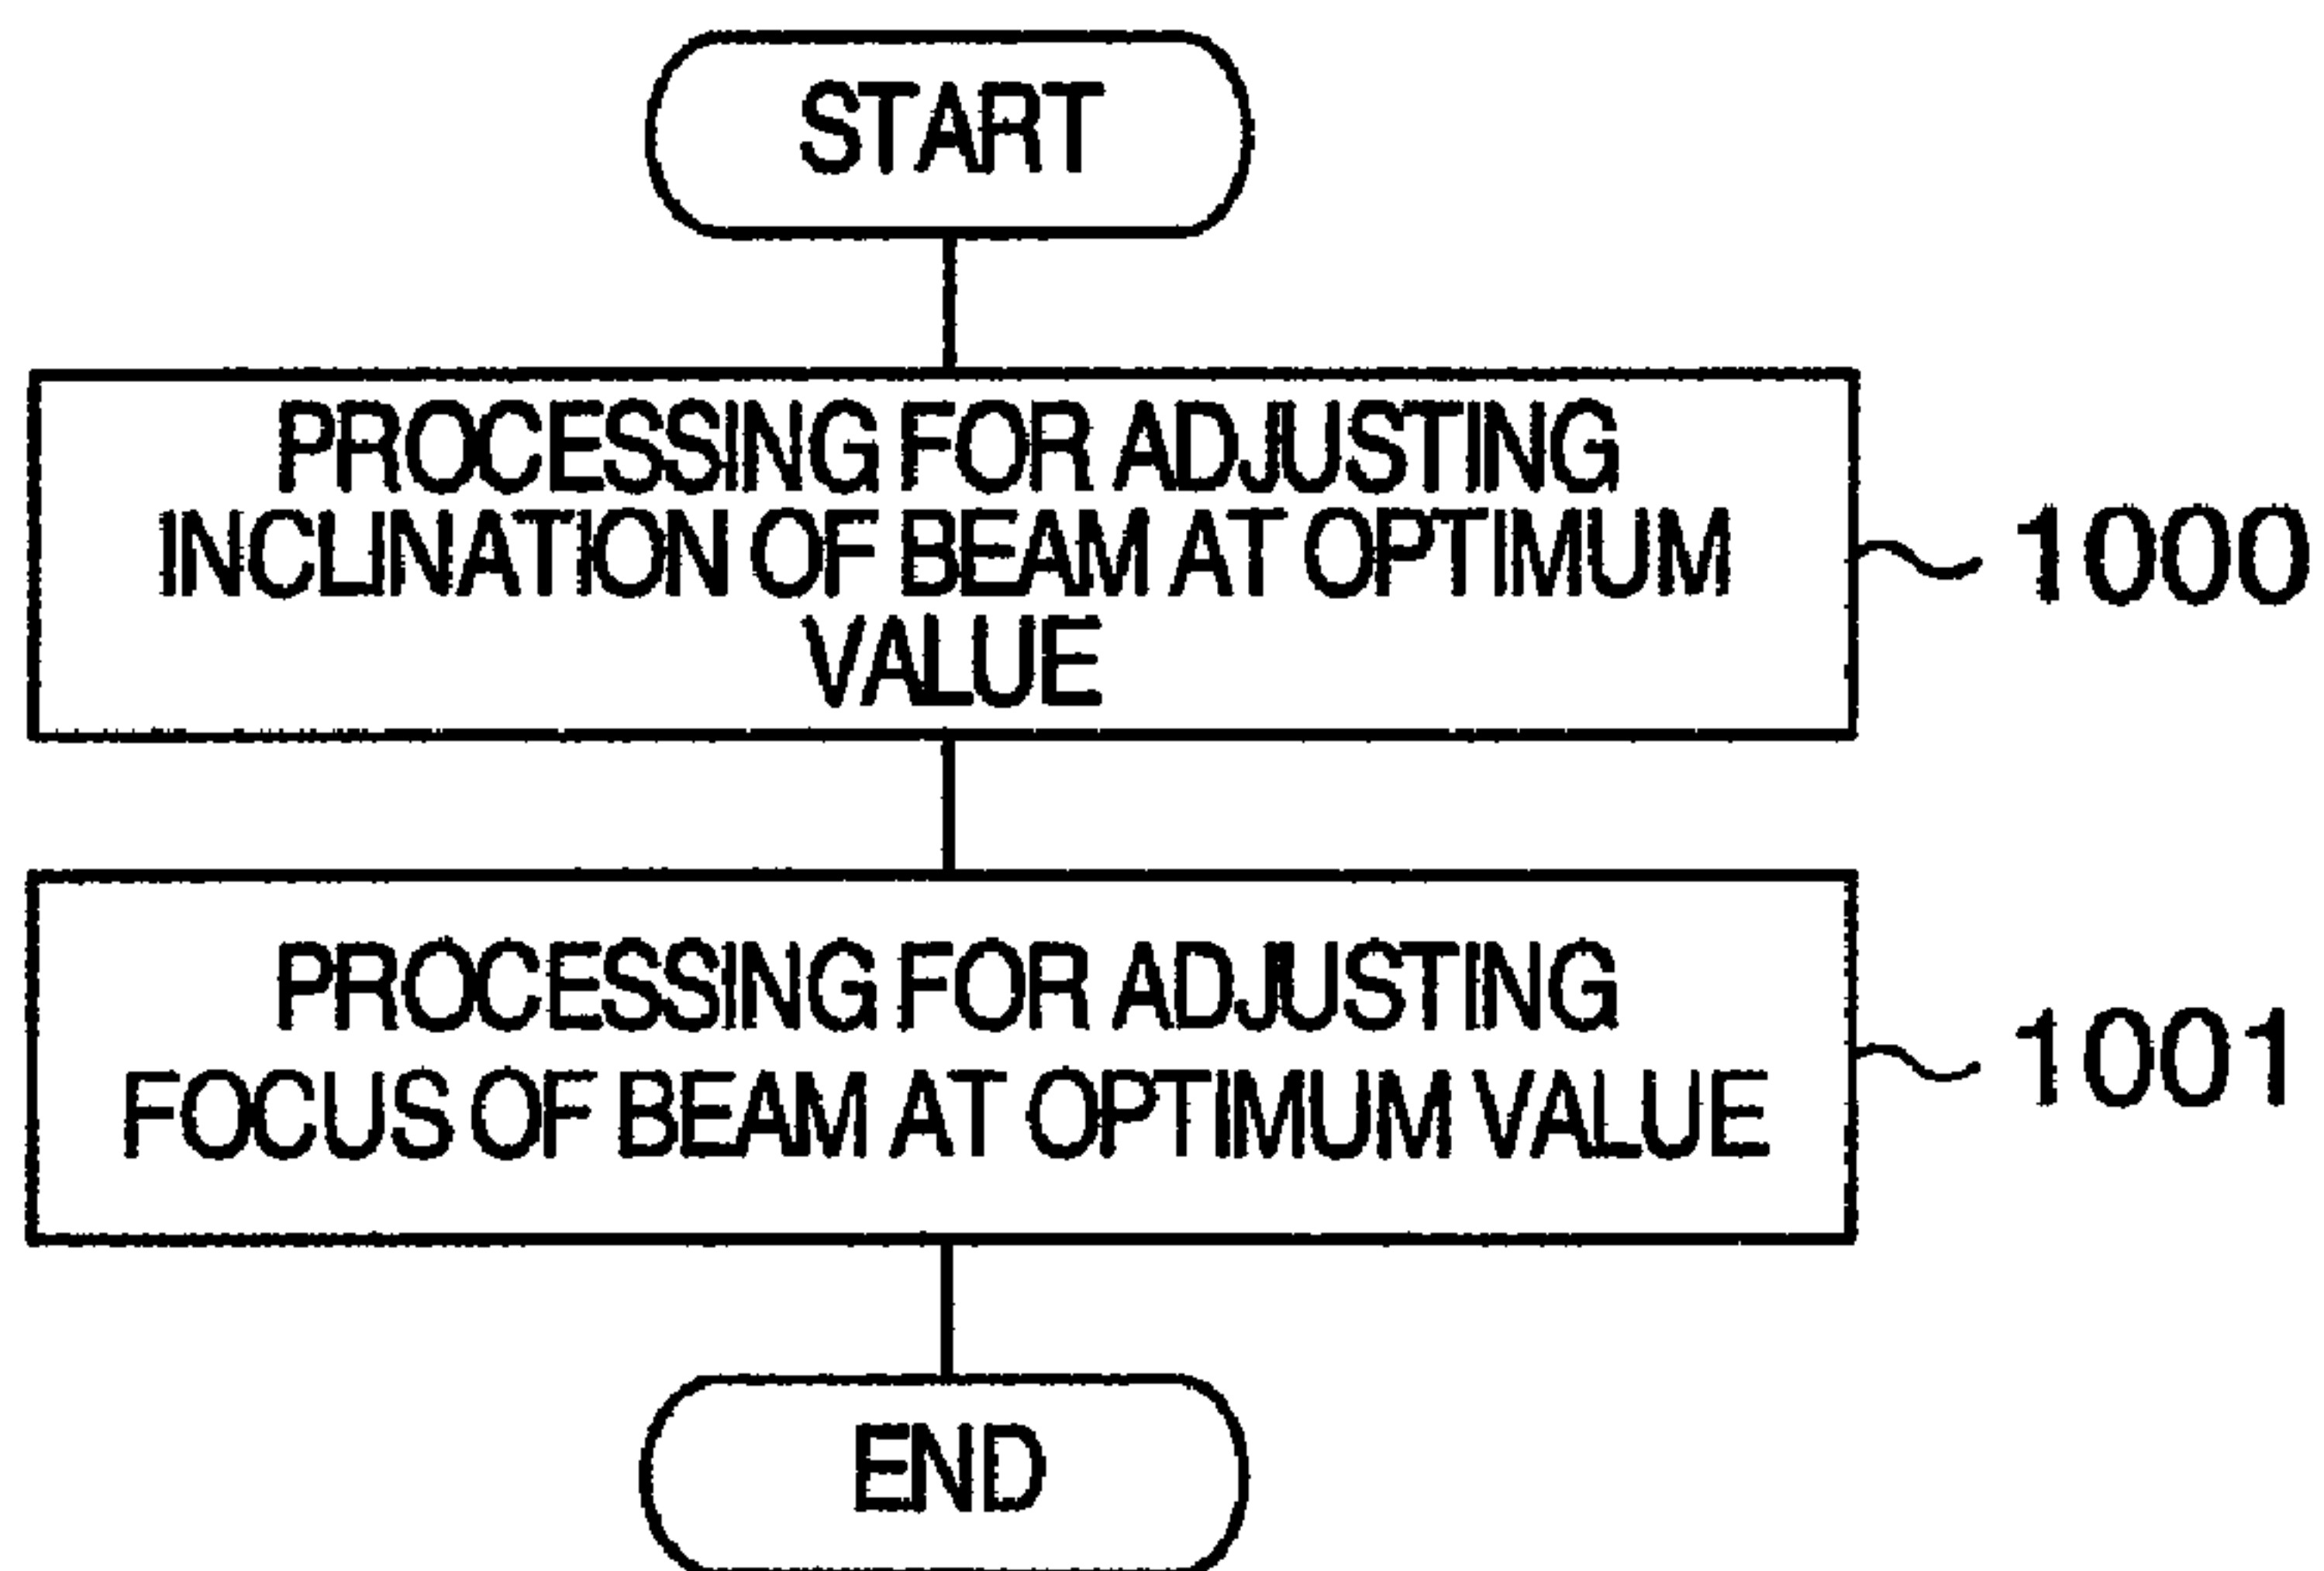 START
PROCESSING FOR ADJUSTING
INCLINATION OF BEAM AT OPTIMUM
VALUE
1000
PROCESSING FOR ADJUSTING
FOCUS OF BEAM AT OPTIMUM VALUE
1001
END